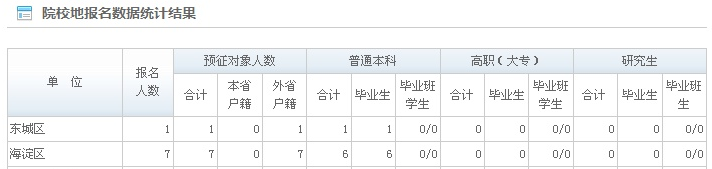 院校地报名数据统计结果
单 位 报名人数 预征对象人数 普通本科 高职(大专) 研究生
合计 本省户籍 外省户籍 合计 毕业生 毕业班学生 合计 毕业生 毕业班学生 合计 毕业生 毕业班生
东城区 1 1 0 1 1 1 0/0 0 0 0/0 0 0 0/0
海淀区 7 7 0 7 6 6 0/0 0 0 0/0 0 0 0/0